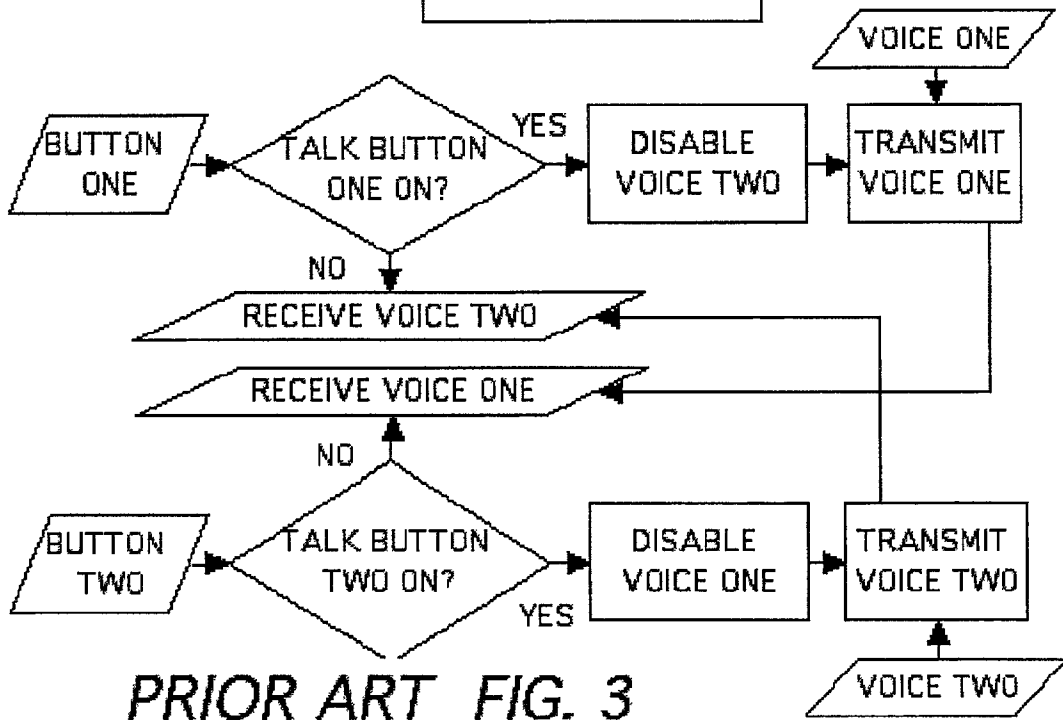 VOICE ONE
BUTTON
ONE
TALK BUTTON
ONE ON?
YES
DISABLE
VOICE TWO
TRANSMIT
VOICE ONE
NO
RECEIVE VOICE TWO
RECEIVE VOICE ONE
NO
BUTTON
TWO
TALK BUTTON
TWO ON?
YES
DISABLE
VOICE ONE
TRANSMIT
VOICE TWO
VOICE TWO
PRIOR ART FIG. 3